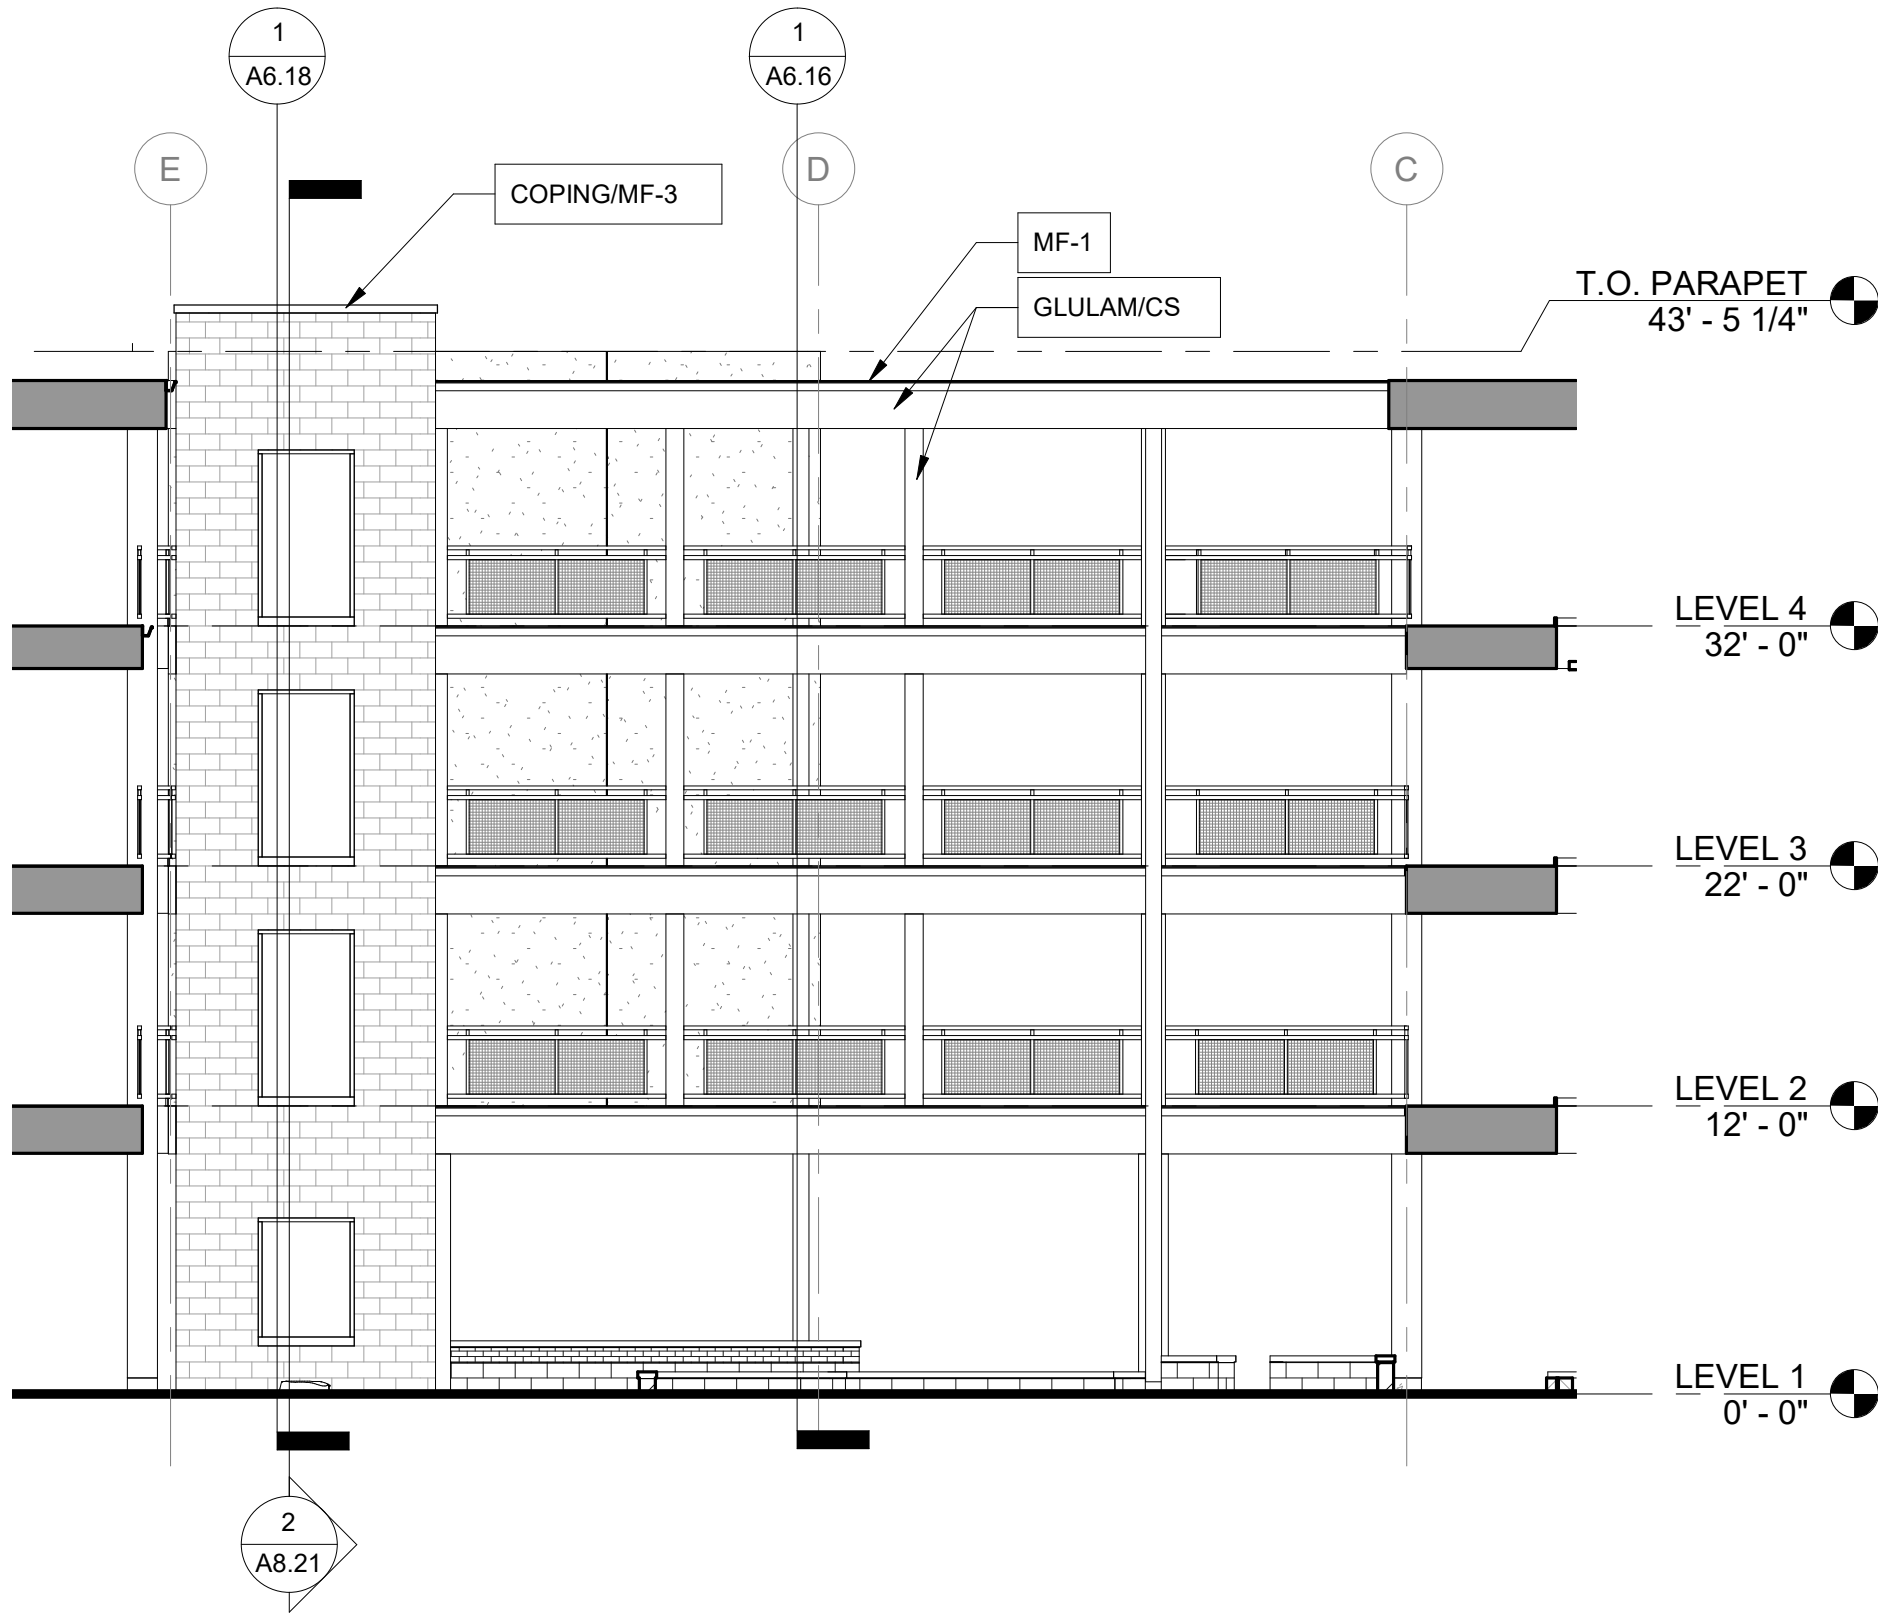 1
A6.18
1
A6.16
E
D
C
COPING/MF-3
MF-1
GLULAM/CS
T.O. PARAPET
43' - 5 1/4"
LEVEL 4
32' - 0"
LEVEL 3
22' - 0"
LEVEL 2
12' - 0"
LEVEL 1
0' - 0"
2
A8.21